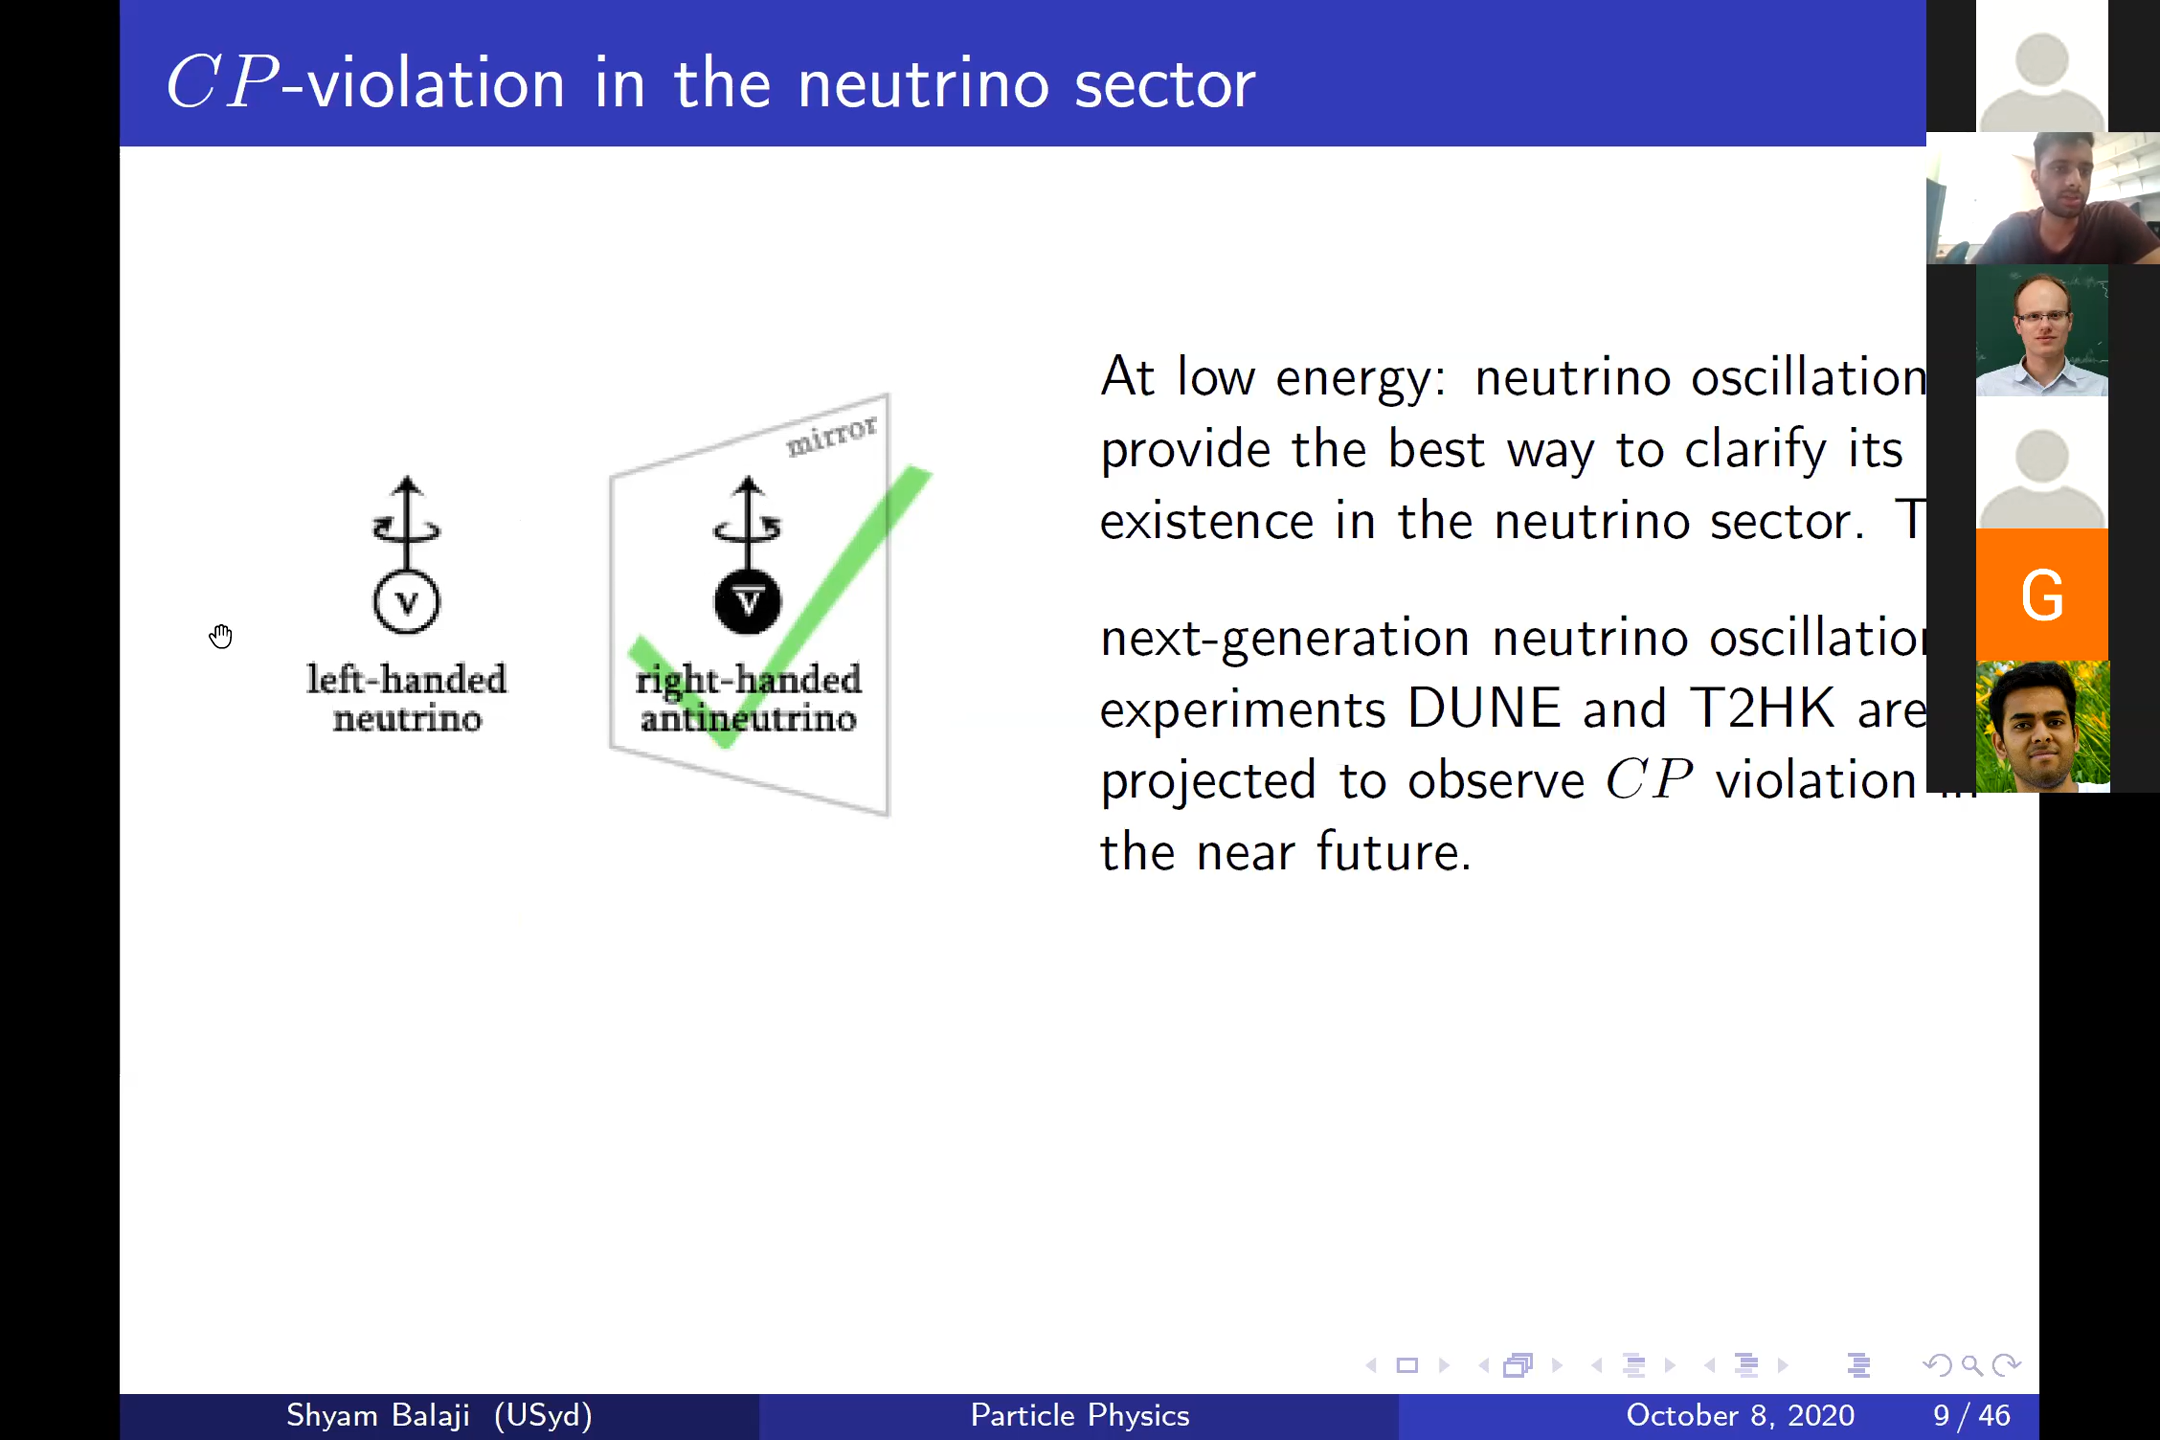 CP-violation in the neutrino sector
mirror
ν
ν̅
left-handed
neutrino
right-handed
antineutrino
At low energy: neutrino oscillation
provide the best way to clarify its
existence in the neutrino sector. T
next-generation neutrino oscillation
experiments DUNE and T2HK are
projected to observe CP violation in
the near future.
G
Shyam Balaji (USyd)
Particle Physics
October 8, 2020
9 / 46